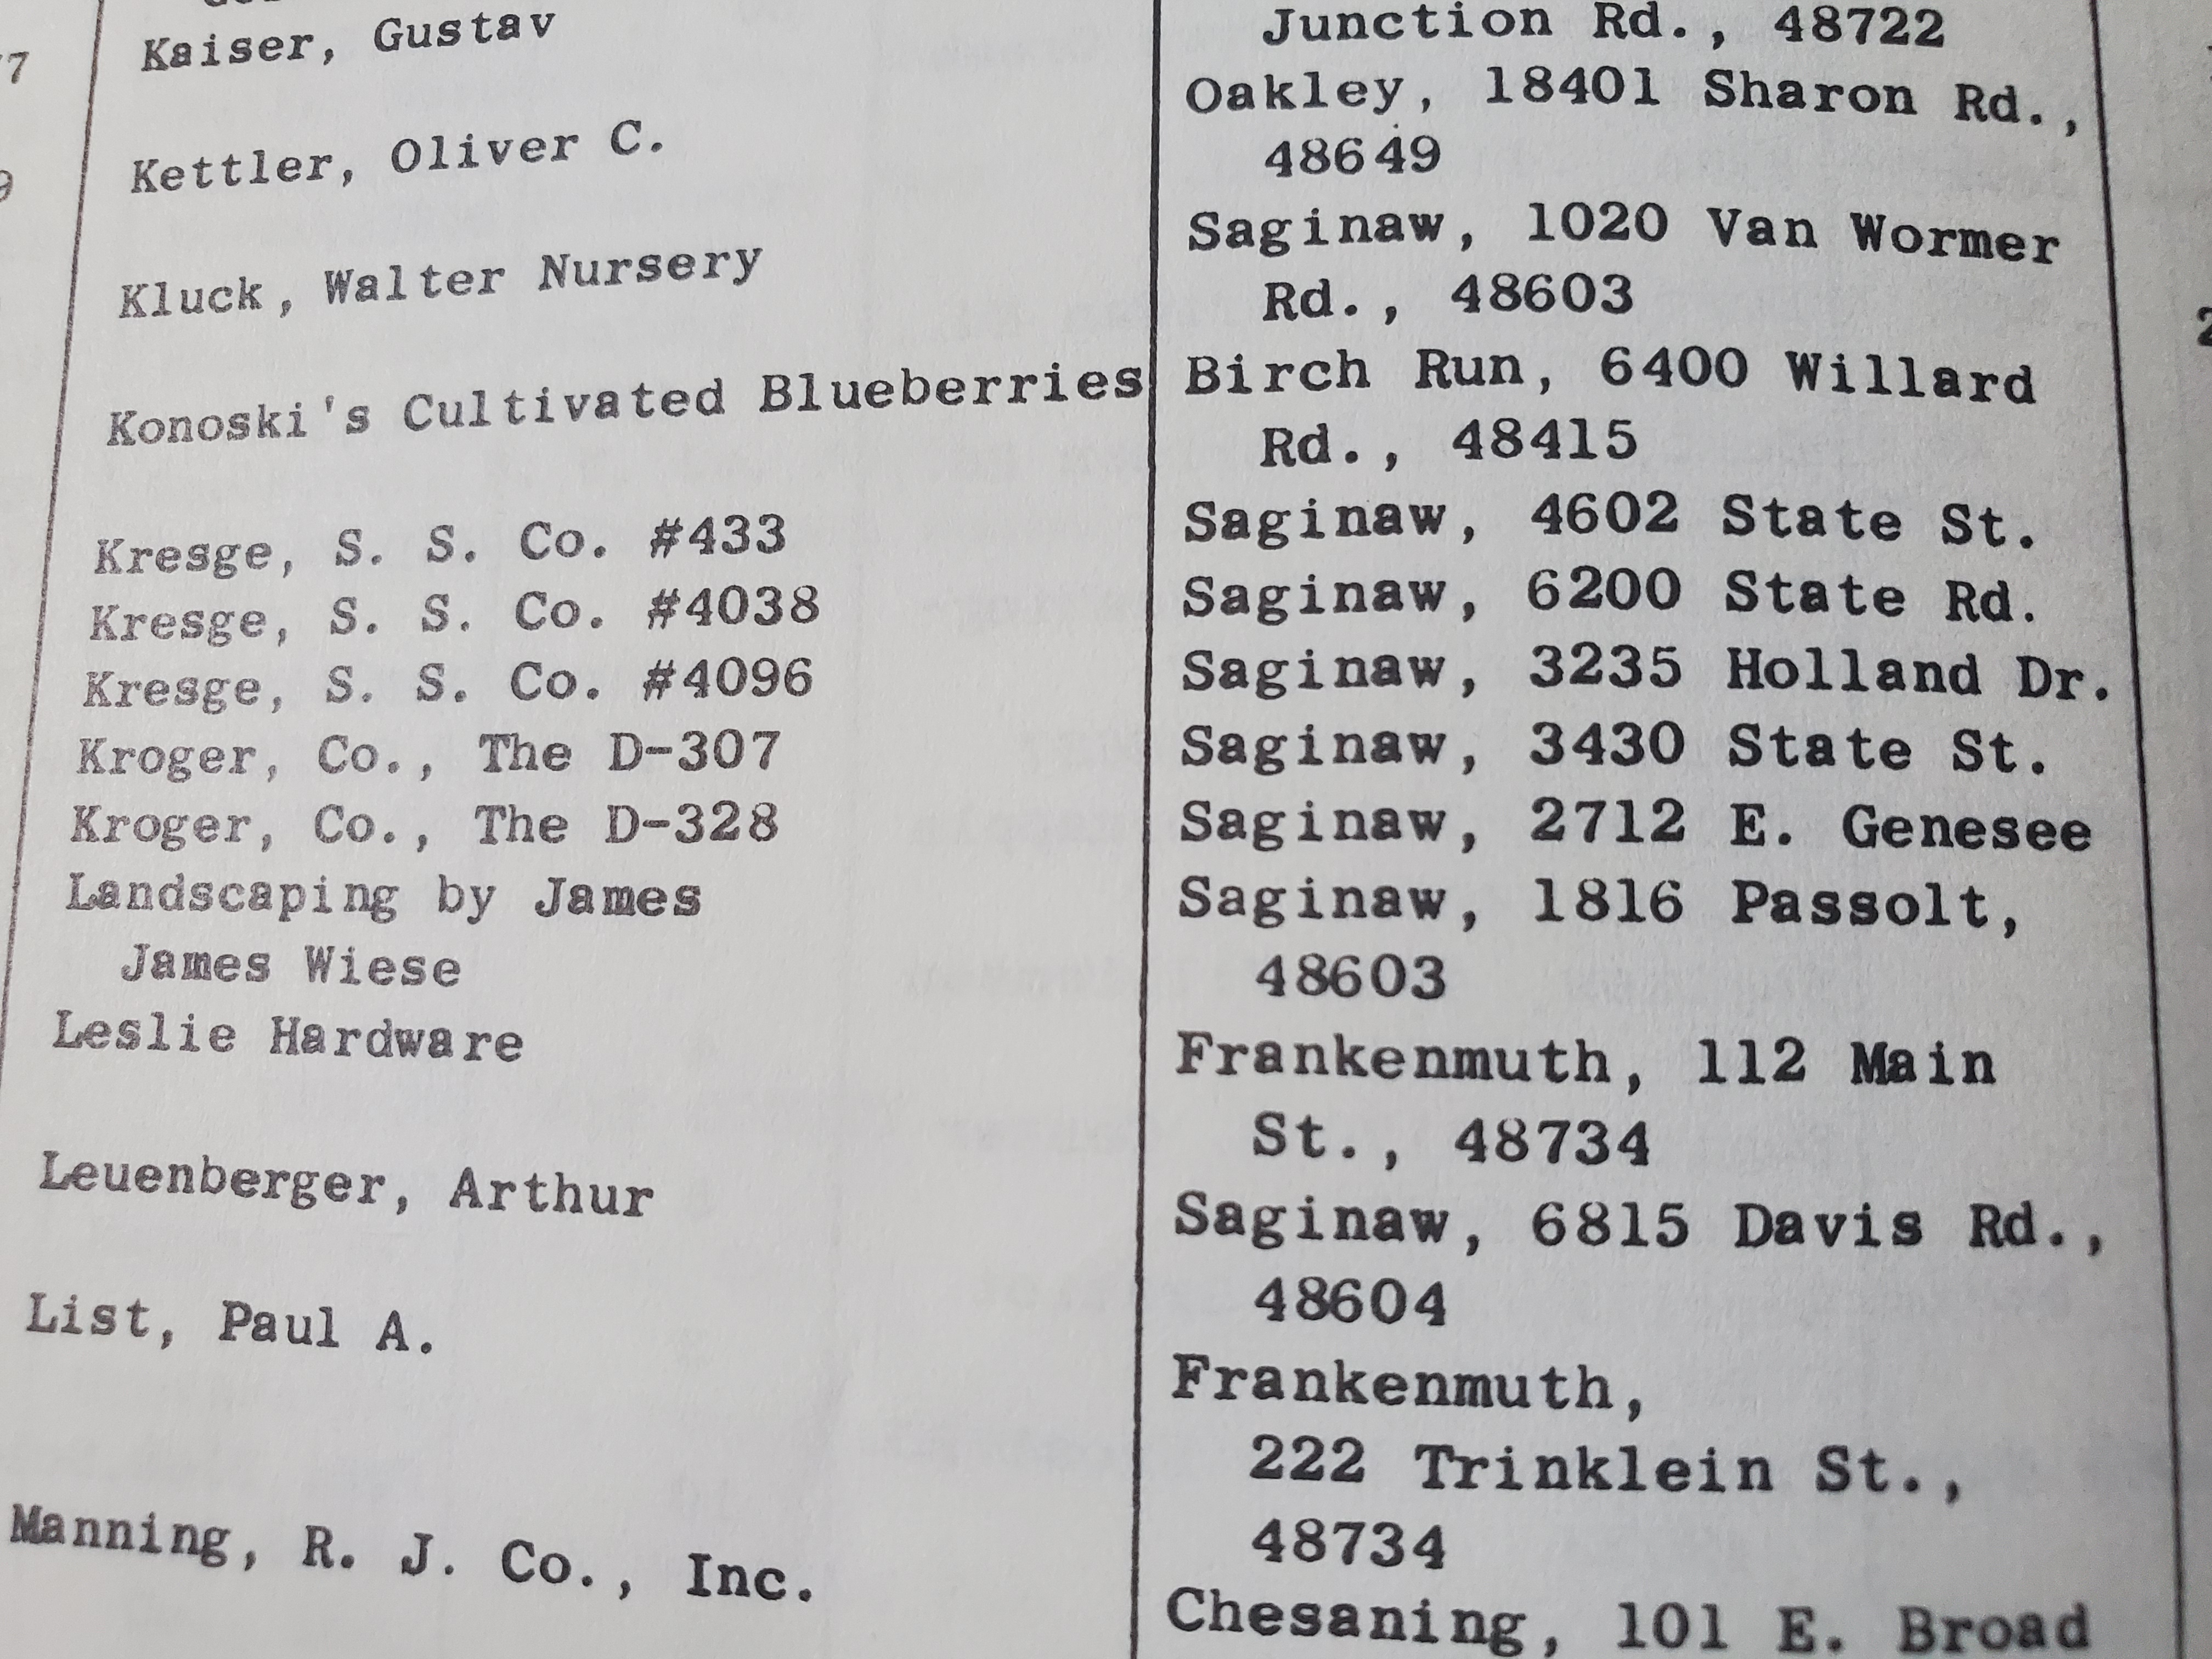 Kaiser, Gustav
Kettler, Oliver C.
Kluck, Walter Nursery
Konoski's Cultivated Blueberries
Kresge, S. S. Co. #433
Kresge, S. S. Co. #4038
Kresge, S. S. Co. #4096
Kroger, Co., The D-307
Kroger, Co., The D-328
Landscaping by James
James Wiese
Leslie Hardware
Leuenberger, Arthur
List, Paul A.
Manning, R. J. Co., Inc.
Junction Rd., 48722
Oakley, 18401 Sharon Rd.,
48649
Saginaw, 1020 Van Wormer
Rd., 48603
Birch Run, 6400 Willard
Rd., 48415
Saginaw, 4602 State St.
Saginaw, 6200 State Rd.
Saginaw, 3235 Holland Dr.
Saginaw, 3430 State St.
Saginaw, 2712 E. Genesee
Saginaw, 1816 Passolt,
48603
Frankenmuth, 112 Main
St., 48734
Saginaw, 6815 Davis Rd.,
48604
Frankenmuth,
222 Trinklein St.,
48734
Chesaning, 101 E. Broad